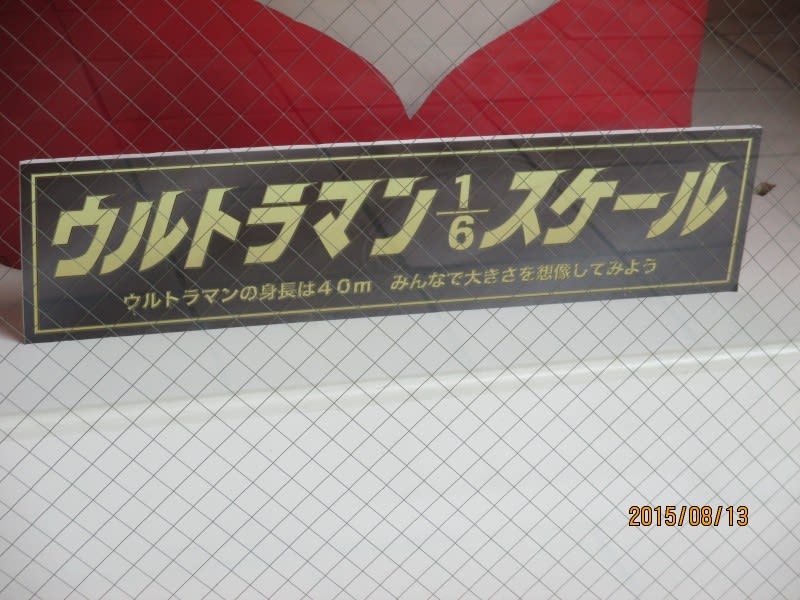 ウルトラマン1/6スケール
ウルトラマンの身長は40m みんなで大きさを想像してみよう
2015/08/13